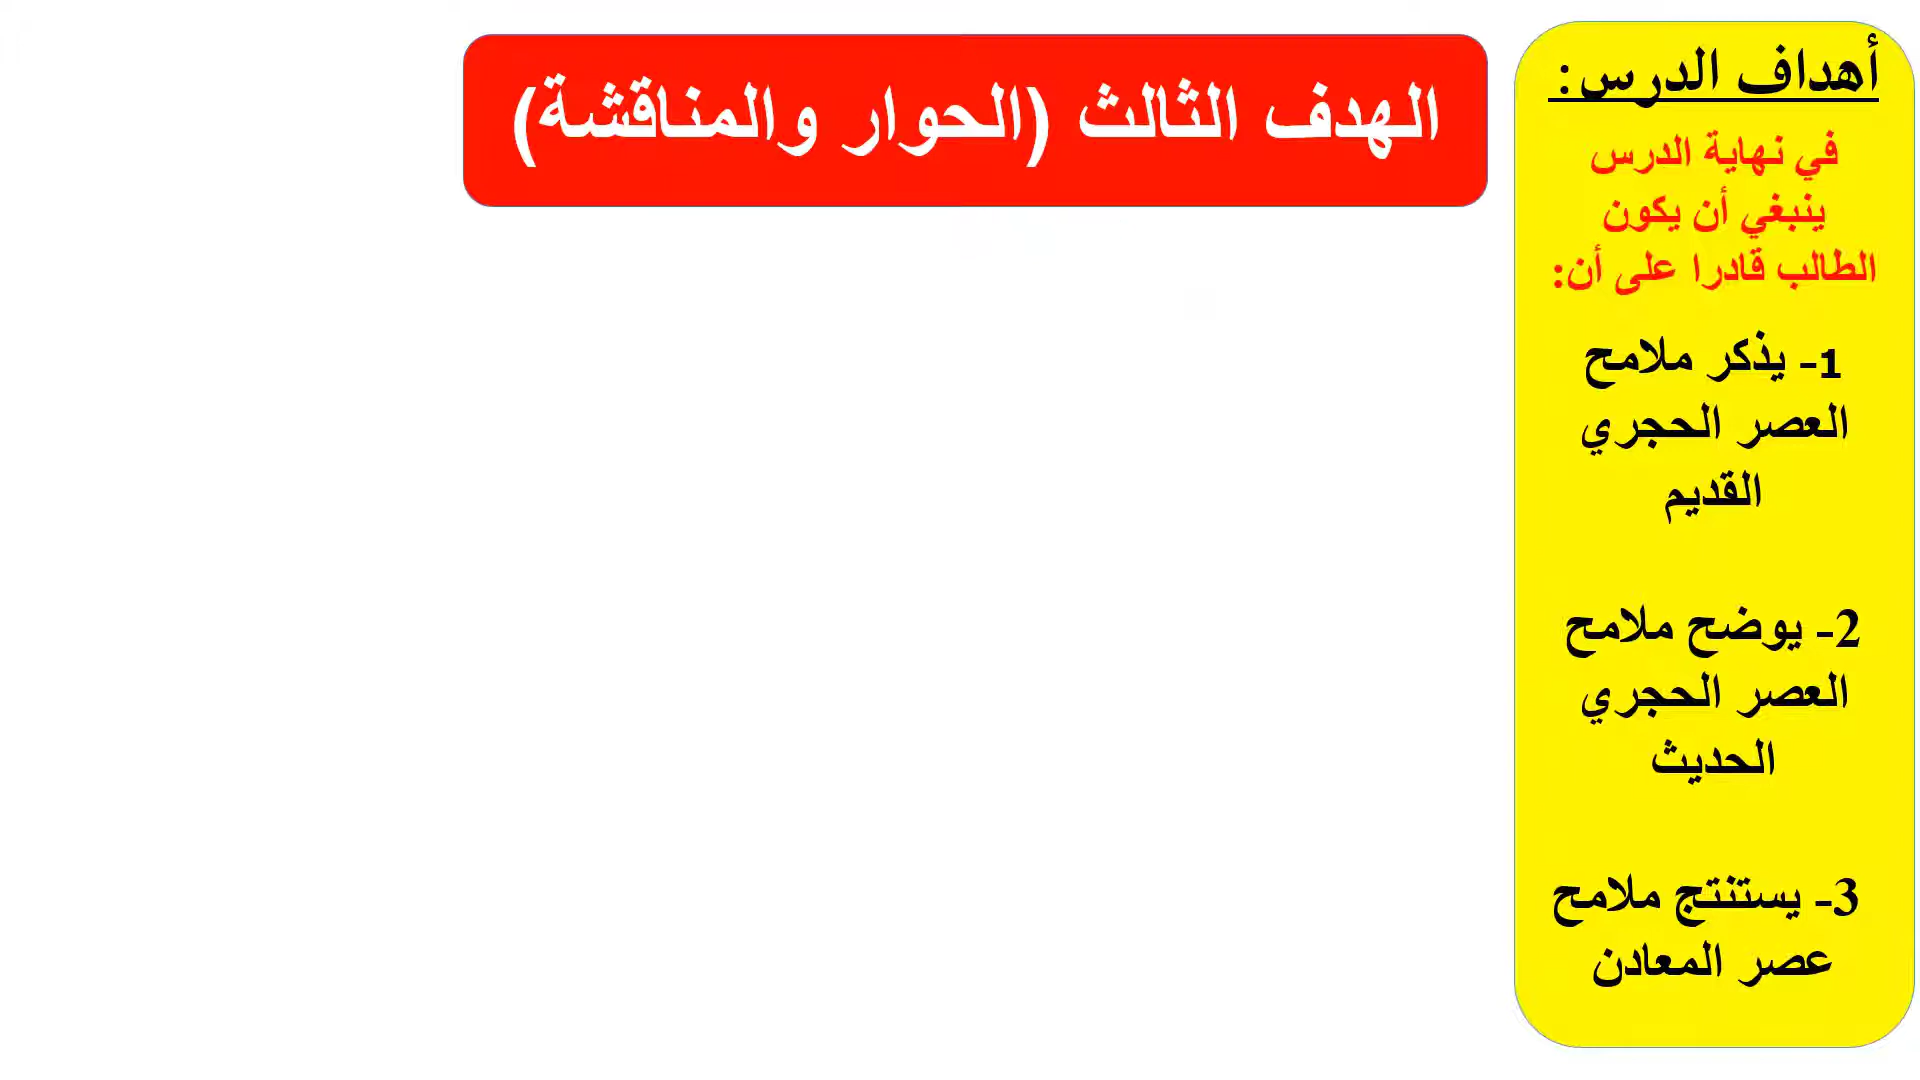 الهدف الثالث (الحوار والمناقشة)
أهداف الدرس:
في نهاية الدرس
ينبغي أن يكون
الطالب قادرا على أن:
1- يذكر ملامح
العصر الحجري
القديم
2- يوضح ملامح
العصر الحجري
الحديث
3- يستنتج ملامح
عصر المعادن